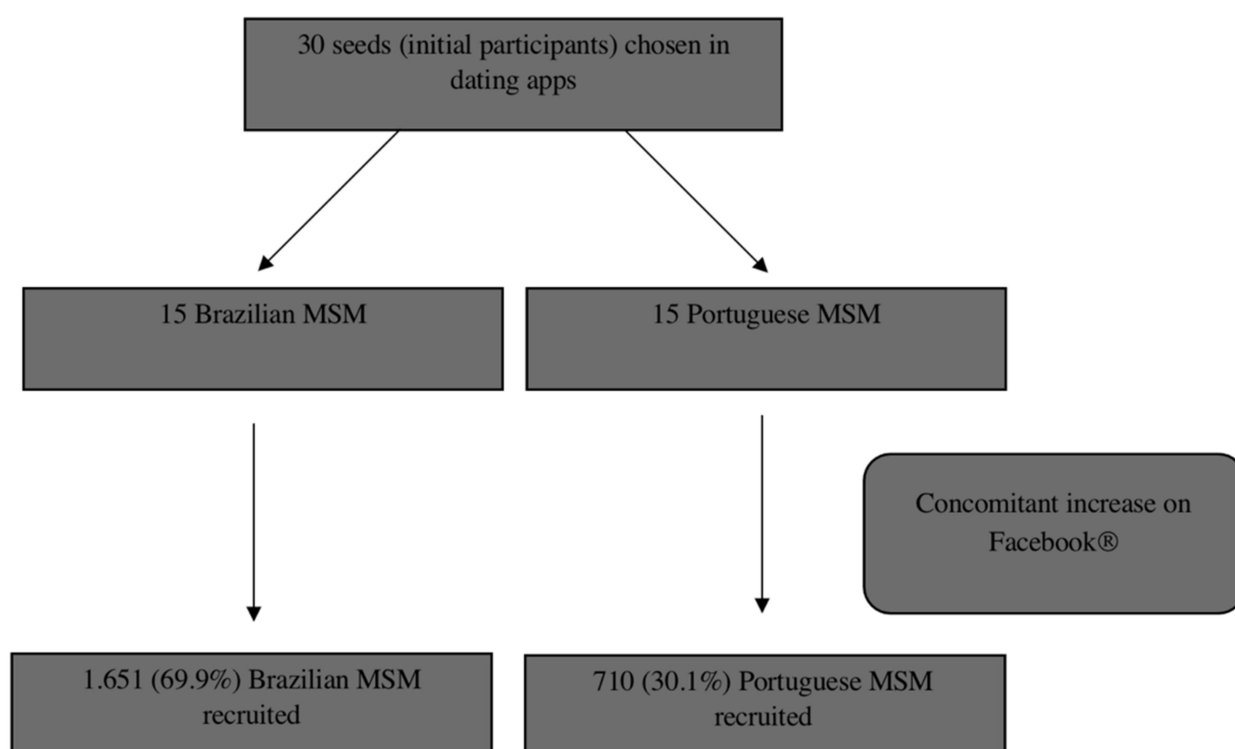 30 seeds (initial participants) chosen in
dating apps
15 Brazilian MSM
15 Portuguese MSM
Concomitant increase on
Facebook®
1.651 (69.9%) Brazilian MSM
recruited
710 (30.1%) Portuguese MSM
recruited